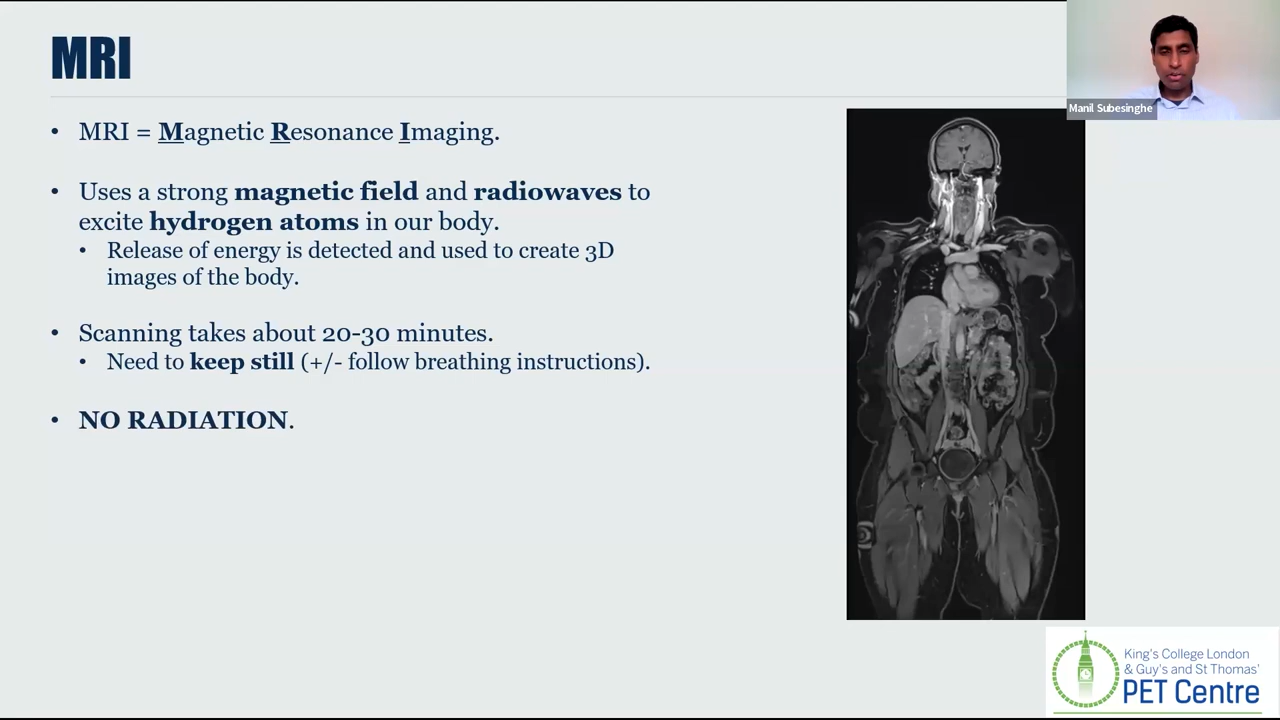 MRI
• MRI = Magnetic Resonance Imaging.
• Uses a strong magnetic field and radiowaves to
excite hydrogen atoms in our body.
• Release of energy is detected and used to create 3D
images of the body.
• Scanning takes about 20-30 minutes.
• Need to keep still (+/- follow breathing instructions).
• NO RADIATION.
Manil Subesinghe
King's College London
& Guy's and St Thomas'
PET Centre